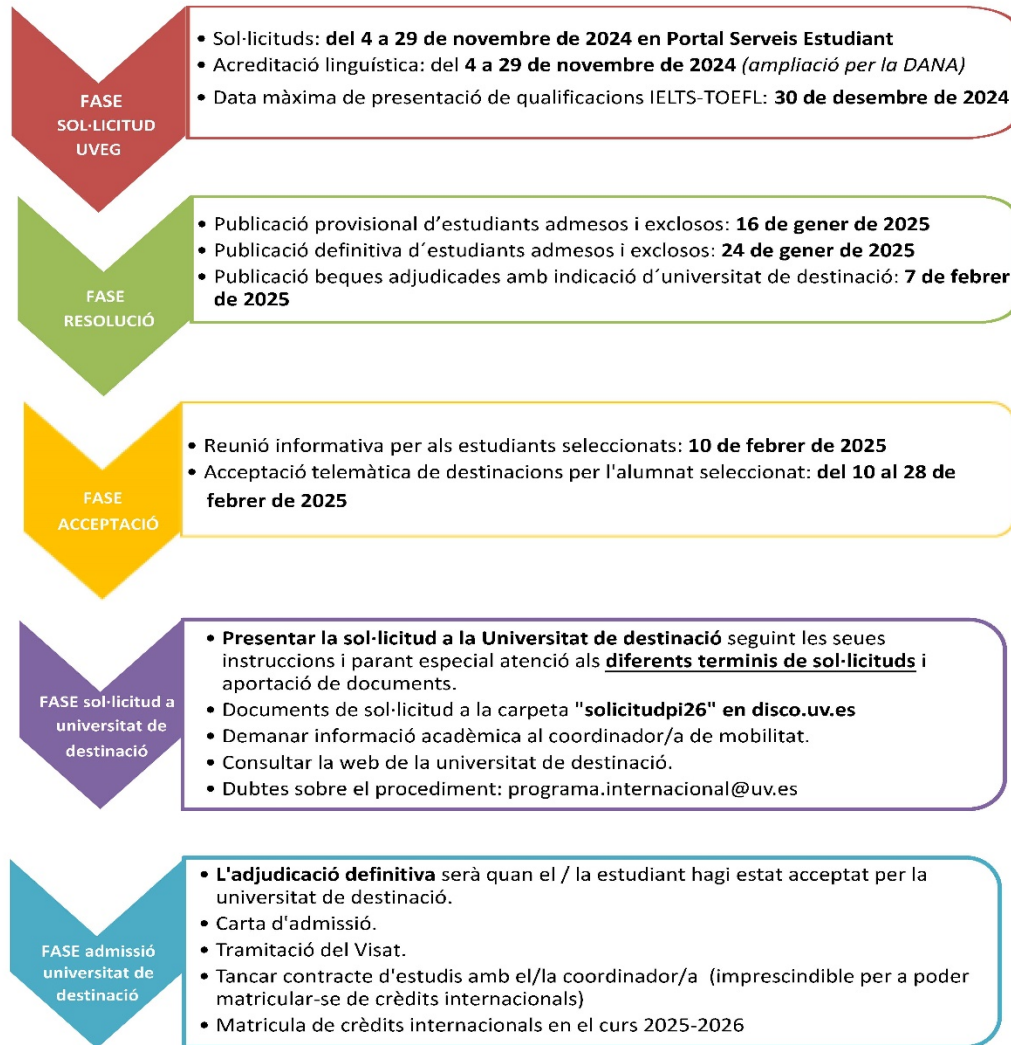 FASE
SOL·LICITUD
UVEG
• Sol·licituds: del 4 a 29 de novembre de 2024 en Portal Serveis Estudiant
• Acreditació linguística: del 4 a 29 de novembre de 2024 (ampliació per la DANA)
• Data màxima de presentació de qualificacions IELTS-TOEFL: 30 de desembre de 2024
FASE
RESOLUCIÓ
• Publicació provisional d’estudiants admesos i exclosos: 16 de gener de 2025
• Publicació definitiva d´estudiants admesos i exclosos: 24 de gener de 2025
• Publicació beques adjudicades amb indicació d´universitat de destinació: 7 de febrer
de 2025
FASE
ACCEPTACIÓ
• Reunió informativa per als estudiants seleccionats: 10 de febrer de 2025
• Acceptació telemàtica de destinacions per l'alumnat seleccionat: del 10 al 28 de
febrer de 2025
FASE sol·licitud a
universitat de
destinació
• Presentar la sol·licitud a la Universitat de destinació seguint les seues
instruccions i parant especial atenció als diferents terminis de sol·licituds i
aportació de documents.
• Documents de sol·licitud a la carpeta "solicitudpi26" en disco.uv.es
• Demanar informació acadèmica al coordinador/a de mobilitat.
• Consultar la web de la universitat de destinació.
• Dubtes sobre el procediment: programa.internacional@uv.es
FASE admissió
universitat de
destinació
• L'adjudicació definitiva serà quan el / la estudiant hagi estat acceptat per la
universitat de destinació.
• Carta d'admissió.
• Tramitació del Visat.
• Tancar contracte d'estudis amb el/la coordinador/a (imprescindible per a poder
matricular-se de crèdits internacionals)
• Matricula de crèdits internacionals en el curs 2025-2026